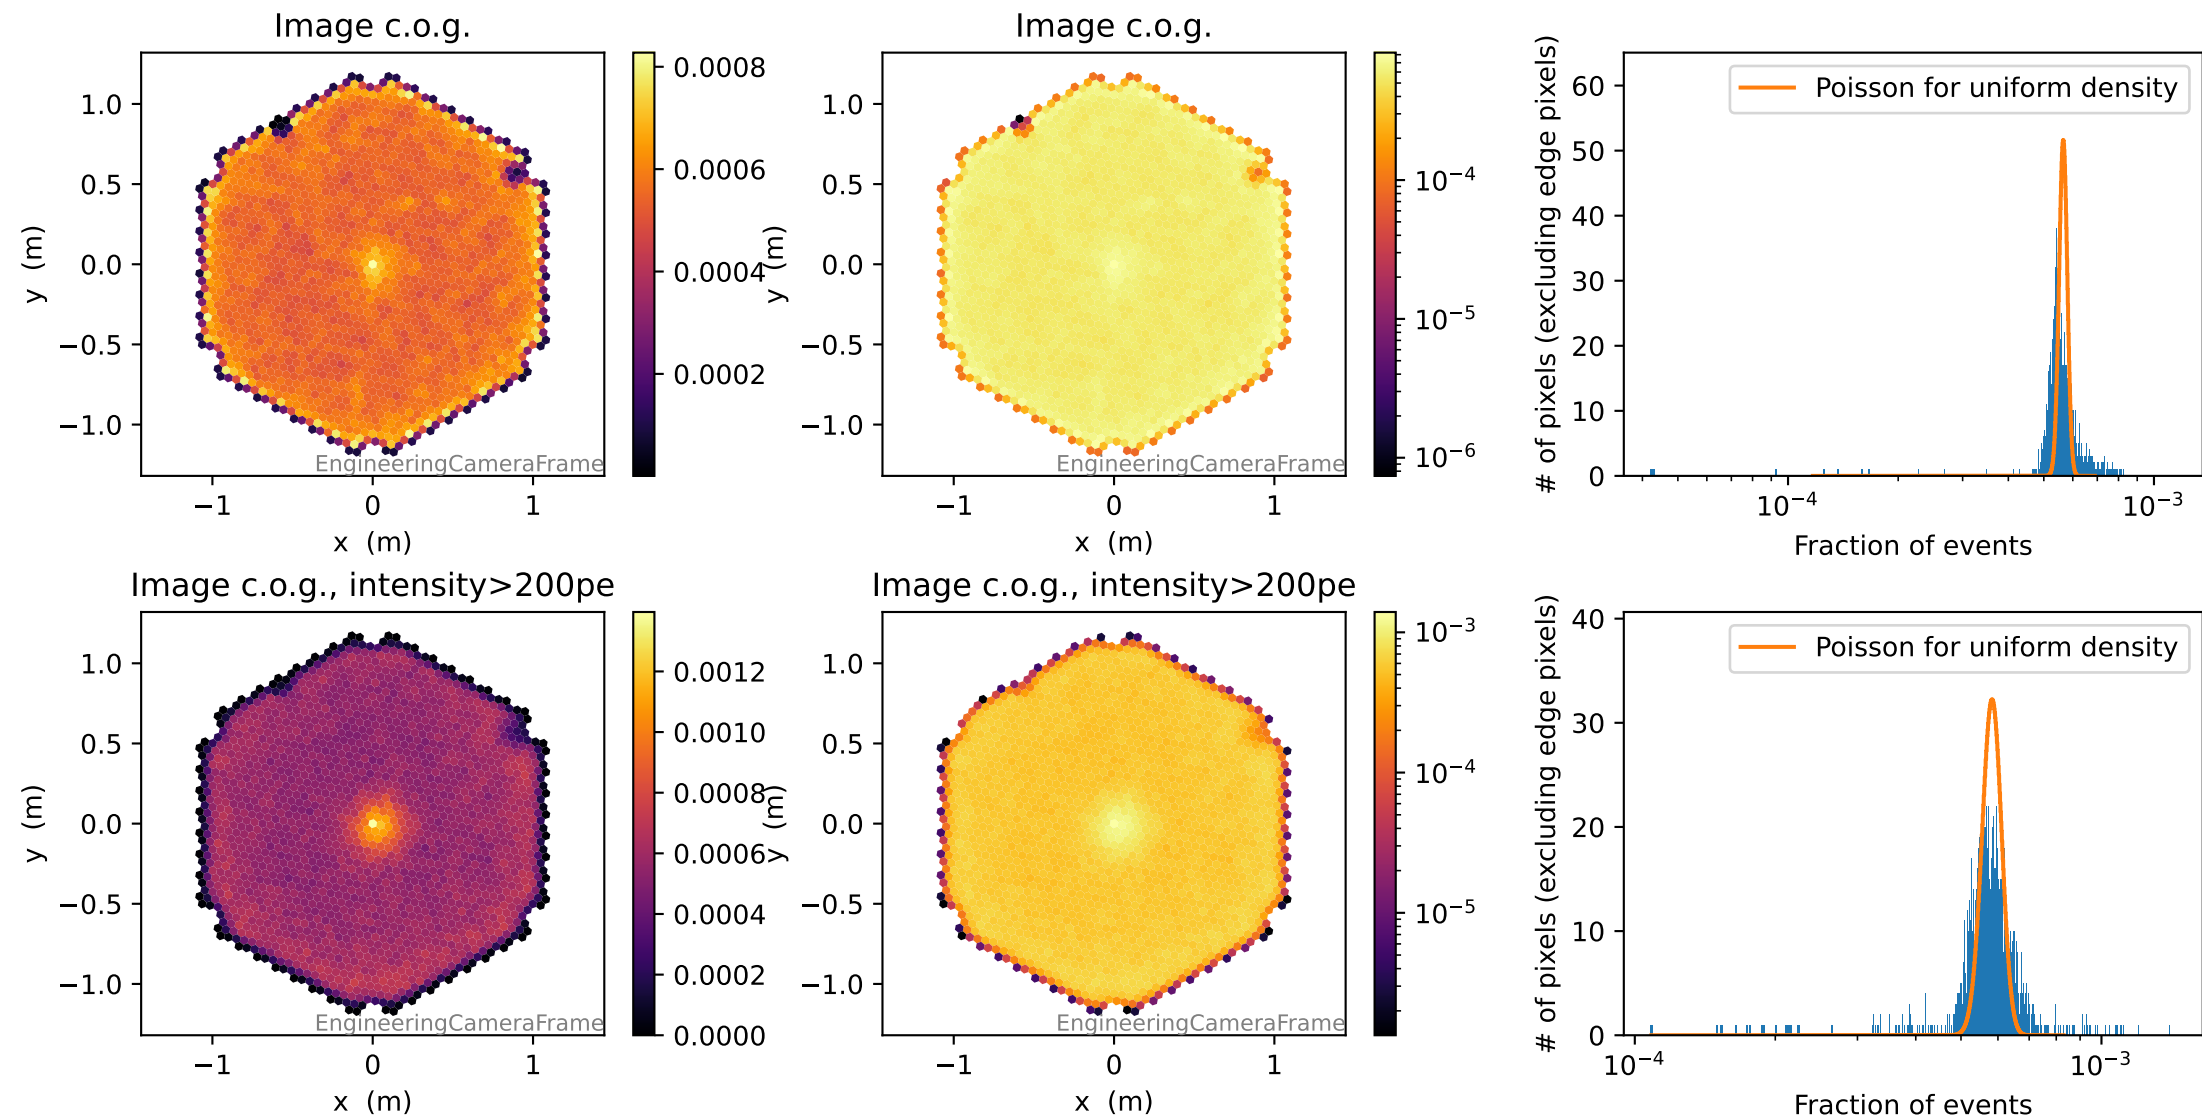 Image c.o.g.
1.0
0.5
0.0
−0.5
−1.0
y (m)
−1 0 1
x (m)
EngineeringCameraFrame
0.0008
0.0006
0.0004
0.0002
Image c.o.g.
1.0
0.5
0.0
−0.5
−1.0
y (m)
−1 0 1
x (m)
EngineeringCameraFrame
10⁻⁴
10⁻⁵
10⁻⁶
# of pixels (excluding edge pixels)
60
50
40
30
20
10
0
Poisson for uniform density
10⁻⁴ 10⁻³
Fraction of events
Image c.o.g., intensity>200pe
1.0
0.5
0.0
−0.5
−1.0
y (m)
−1 0 1
x (m)
EngineeringCameraFrame
0.0012
0.0010
0.0008
0.0006
0.0004
0.0002
0.0000
Image c.o.g., intensity>200pe
1.0
0.5
0.0
−0.5
−1.0
y (m)
−1 0 1
x (m)
EngineeringCameraFrame
10⁻³
10⁻⁴
10⁻⁵
# of pixels (excluding edge pixels)
40
30
20
10
0
Poisson for uniform density
10⁻⁴ 10⁻³
Fraction of events